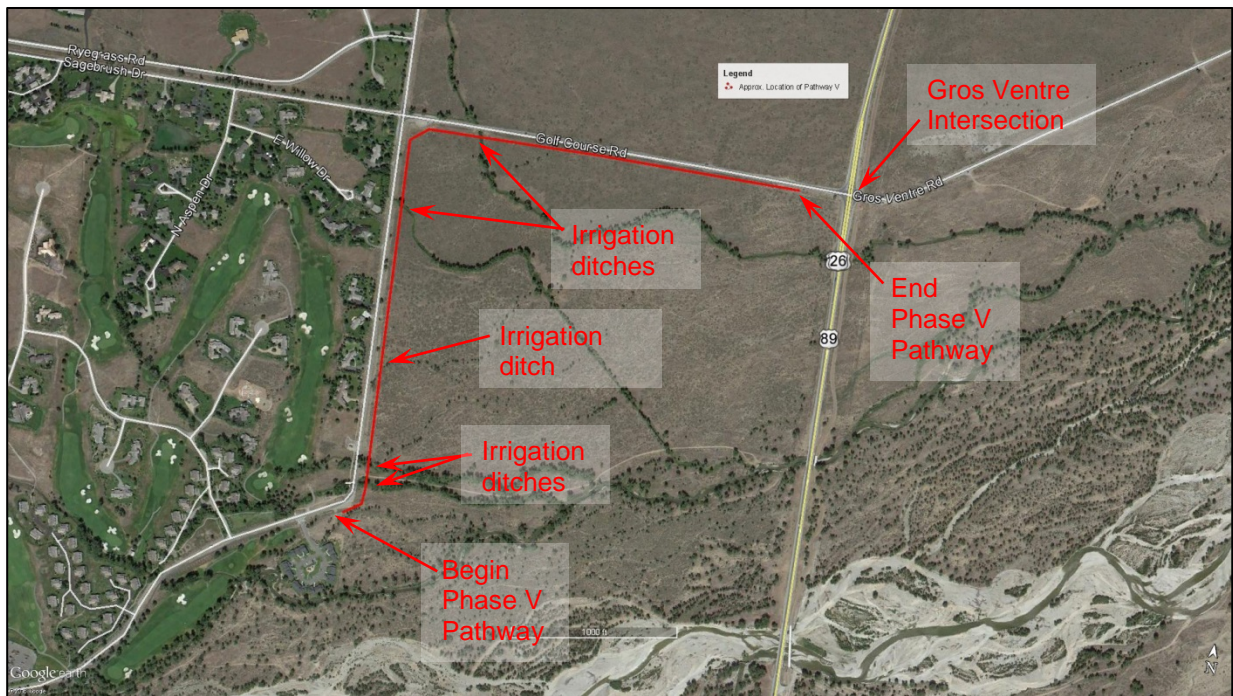 Ryegrass Rd
Sagebrush Dr
Legend
Approx. Location of Pathway V
Gros Ventre
Intersection
Golf Course Rd
E Willow Dr
N Aspen Dr
Gros Ventre Rd
Irrigation
ditches
26
End
Phase V
Pathway
89
Irrigation
ditch
Irrigation
ditches
Begin
Phase V
Pathway
1000 ft
Google earth
N